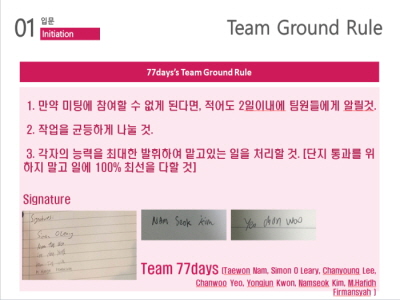 01 입문
Initiation
Team Ground Rule
77days's Team Ground Rule
1. 만약 미팅에 참여할 수 없게 된다면, 적어도 2일이내에 팀원들에게 알릴것.
2. 작업을 균등하게 나눌 것.
3. 각자의 능력을 최대한 발휘하여 맡고있는 일을 처리할 것. [단지 통과를 위
하지 말고 일에 100% 최선을 다할 것]
Signature
Nam Seok Kim
Yeo chan woo
Team 77days [Taewon Nam, Simon O Leary, Chanyoung Lee,
Chanwoo Yeo, Yongjun Kwon, Namseok Kim, M.Hafidh
Firmansyah ]